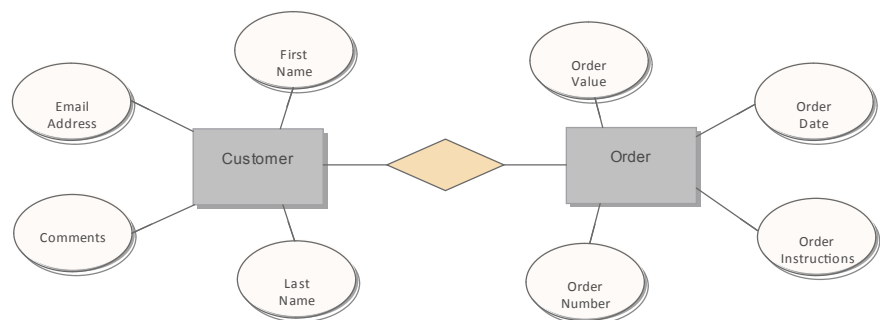 First
Name
Order
Value
Email
Address
Order
Date
Customer
Order
Comments
Order
Instructions
Last
Name
Order
Number